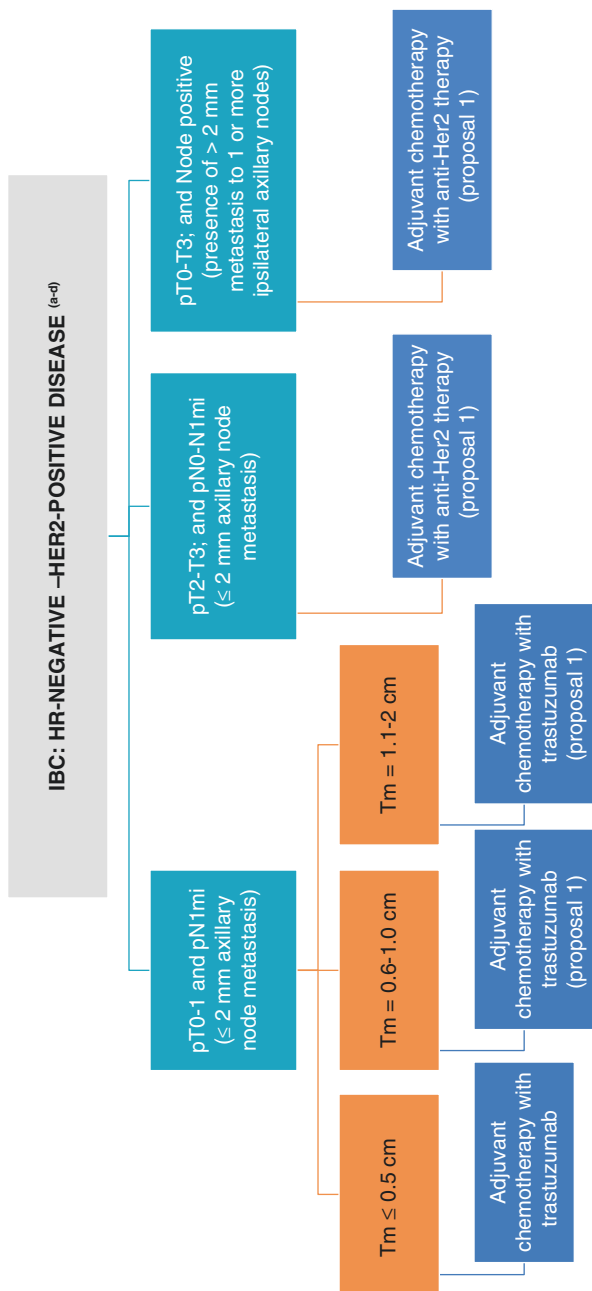 IBC: HR-NEGATIVE –HER2-POSITIVE DISEASE (a-d)
pT0-1 and pN1mi
(≤ 2 mm axillary
node metastasis)
pT2-T3; and pN0-N1mi
(≤ 2 mm axillary node
metastasis)
pT0-T3; and Node positive
(presence of > 2 mm
metastasis to 1 or more
ipsilateral axillary nodes)
Tm ≤ 0.5 cm
Tm = 0.6-1.0 cm
Tm = 1.1-2 cm
Adjuvant
chemotherapy with
trastuzumab
Adjuvant
chemotherapy with
trastuzumab
(proposal 1)
Adjuvant
chemotherapy with
trastuzumab
(proposal 1)
Adjuvant chemotherapy
with anti-Her2 therapy
(proposal 1)
Adjuvant chemotherapy
with anti-Her2 therapy
(proposal 1)